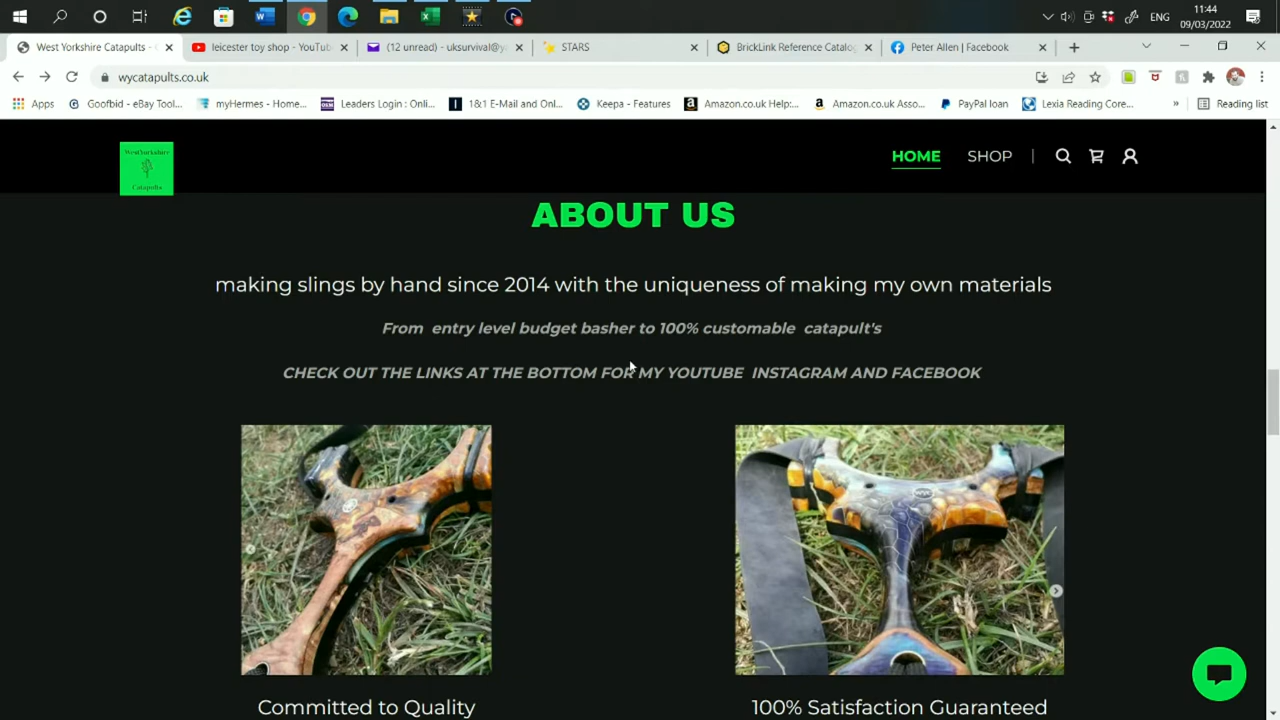 11:44
ENG
09/03/2022
West Yorkshire Catapults -
leicester toy shop - YouTub
(12 unread) - uksurvival@y
STARS
BrickLink Reference Catalog
Peter Allen | Facebook
wycatapults.co.uk
Apps
Goofbid - eBay Tool...
myHermes - Home...
Leaders Login : Onli...
1&1 E-Mail and Onl...
Keepa - Features
Amazon.co.uk Help:...
Amazon.co.uk Asso...
PayPal loan
Lexia Reading Core...
»
Reading list
WestYorkshire
Catapults
HOME
SHOP
ABOUT US
making slings by hand since 2014 with the uniqueness of making my own materials
From entry level budget basher to 100% customable catapult's
CHECK OUT THE LINKS AT THE BOTTOM FOR MY YOUTUBE INSTAGRAM AND FACEBOOK
Committed to Quality
100% Satisfaction Guaranteed